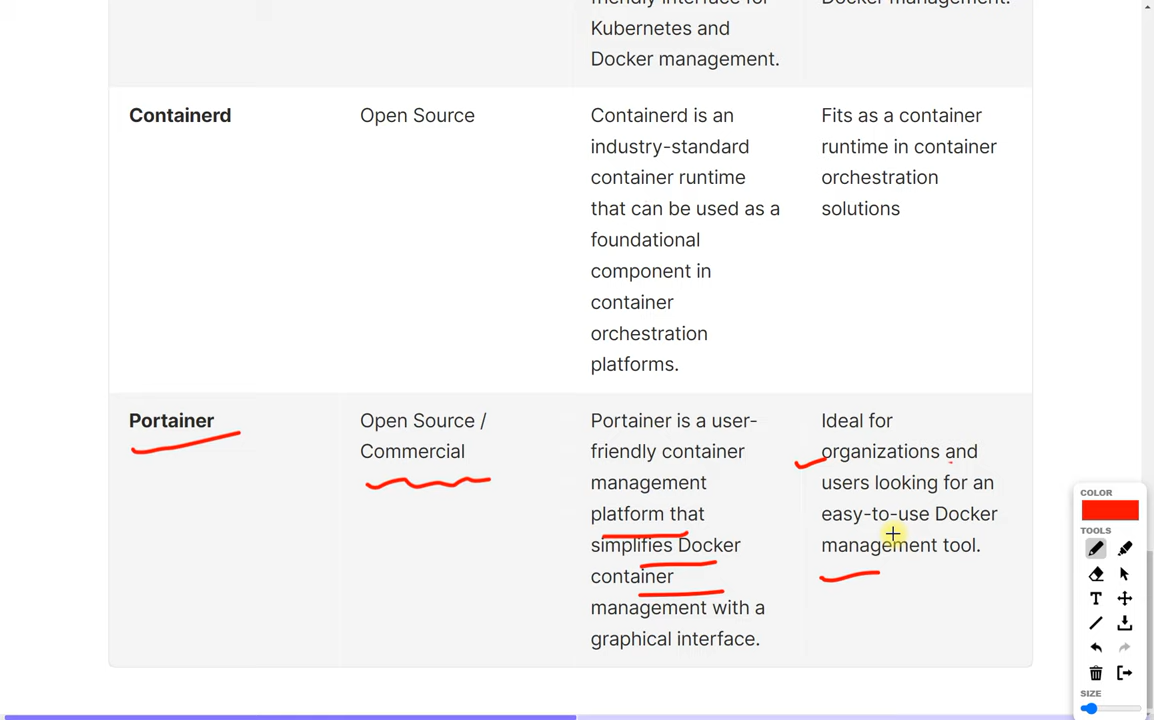 friendly interface for
Kubernetes and
Docker management.
Docker management.
Containerd
Open Source
Containerd is an
industry-standard
container runtime
that can be used as a
foundational
component in
container
orchestration
platforms.
Fits as a container
runtime in container
orchestration
solutions
Portainer
Open Source /
Commercial
Portainer is a user-
friendly container
management
platform that
simplifies Docker
container
management with a
graphical interface.
Ideal for
organizations and
users looking for an
easy-to-use Docker
management tool.
COLOR
TOOLS
T
SIZE